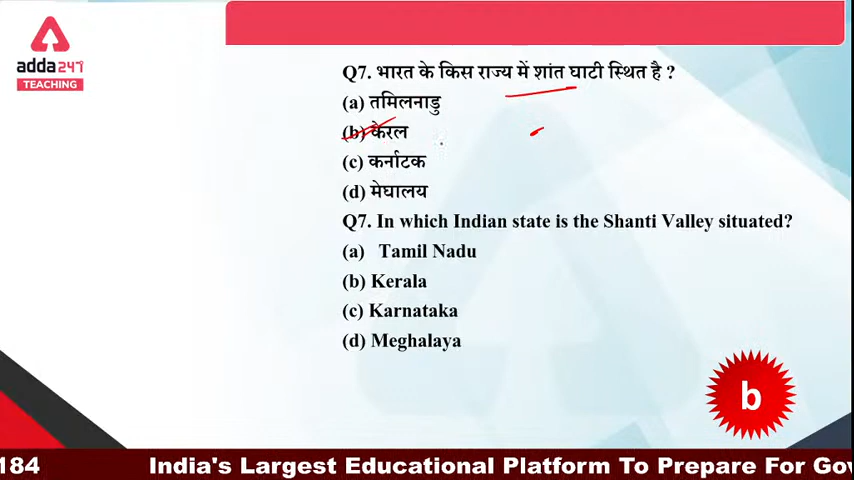 adda247
TEACHING
Q7. भारत के किस राज्य में शांत घाटी स्थित है ?
(a) तमिलनाडु
(b) केरल
(c) कर्नाटक
(d) मेघालय
Q7. In which Indian state is the Shanti Valley situated?
(a) Tamil Nadu
(b) Kerala
(c) Karnataka
(d) Meghalaya
b
184 India's Largest Educational Platform To Prepare For Gov